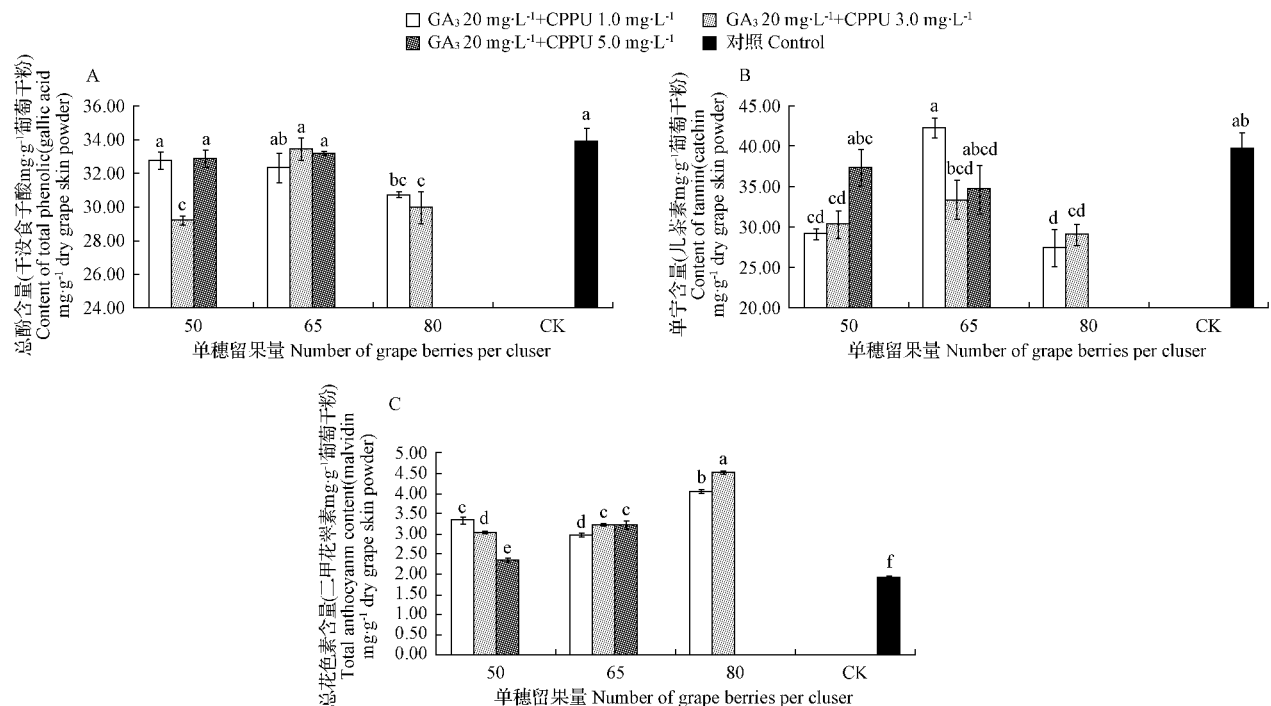 GA₃ 20 mg·L⁻¹+CPPU 1.0 mg·L⁻¹ GA₃ 20 mg·L⁻¹+CPPU 3.0 mg·L⁻¹
GA₃ 20 mg·L⁻¹+CPPU 5.0 mg·L⁻¹ 对照 Control
A
总酚含量(干没食子酸mg·g⁻¹葡萄干粉)
Content of total phenolic(gallic acid
mg·g⁻¹ dry grape skin powder)
36.00
34.00
32.00
30.00
28.00
26.00
24.00
a c a ab a a bc c a
50 65 80 CK
单穗留果量 Number of grape berries per cluser
B
单宁含量(儿茶素mg·g⁻¹葡萄干粉)
Content of tannin(catchin
mg·g⁻¹ dry grape skin powder)
45.00
40.00
35.00
30.00
25.00
20.00
cd cd abc a bcd abcd d cd ab
50 65 80 CK
单穗留果量 Number of grape berries per cluser
C
总花色素含量(二甲花翠素mg·g⁻¹葡萄干粉)
Total anthocyanm content(malvidin
mg·g⁻¹ dry grape skin powder)
5.00
4.50
4.00
3.50
3.00
2.50
2.00
1.50
1.00
0.50
0.00
c d e d c c b a f
50 65 80 CK
单穗留果量 Number of grape berries per cluser